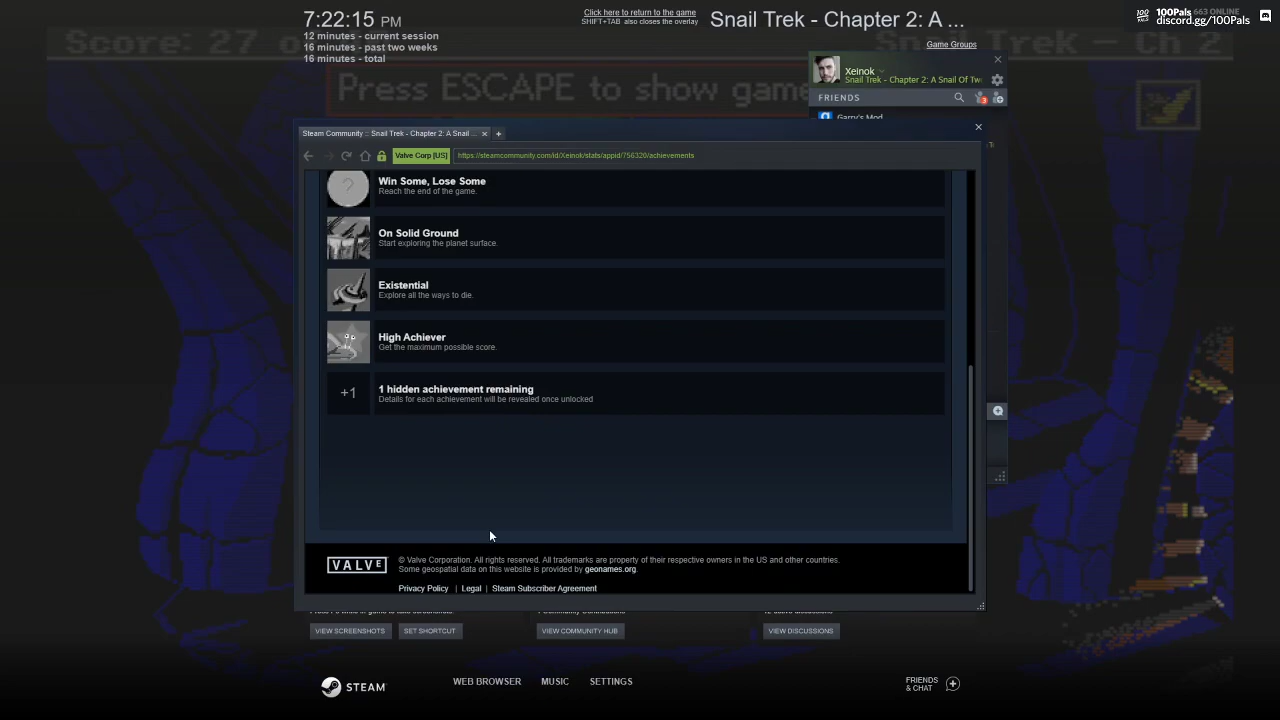 7:22:15 PM
12 minutes - current session
16 minutes - past two weeks
16 minutes - total
Click here to return to the game
SHIFT+TAB also closes the overlay
Snail Trek - Chapter 2: A ...
100Pals 663 ONLINE
discord.gg/100Pals
Game Groups
Score: 27 o
Snail Trek - Ch 2
Press ESCAPE to show game
Xeinok
Snail Trek - Chapter 2: A Snail Of Tw
FRIENDS
3
Garry's Mod
Steam Community :: Snail Trek - Chapter 2: A Snail ...
Valve Corp [US]
https://steamcommunity.com/id/Xeinok/stats/appid/756320/achievements
Win Some, Lose Some
Reach the end of the game.
On Solid Ground
Start exploring the planet surface.
Existential
Explore all the ways to die.
High Achiever
Get the maximum possible score.
+1
1 hidden achievement remaining
Details for each achievement will be revealed once unlocked
VALVE
© Valve Corporation. All rights reserved. All trademarks are property of their respective owners in the US and other countries.
Some geospatial data on this website is provided by geonames.org.
Privacy Policy | Legal | Steam Subscriber Agreement
VIEW SCREENSHOTS
SET SHORTCUT
VIEW COMMUNITY HUB
VIEW DISCUSSIONS
STEAM
WEB BROWSER
MUSIC
SETTINGS
FRIENDS
& CHAT